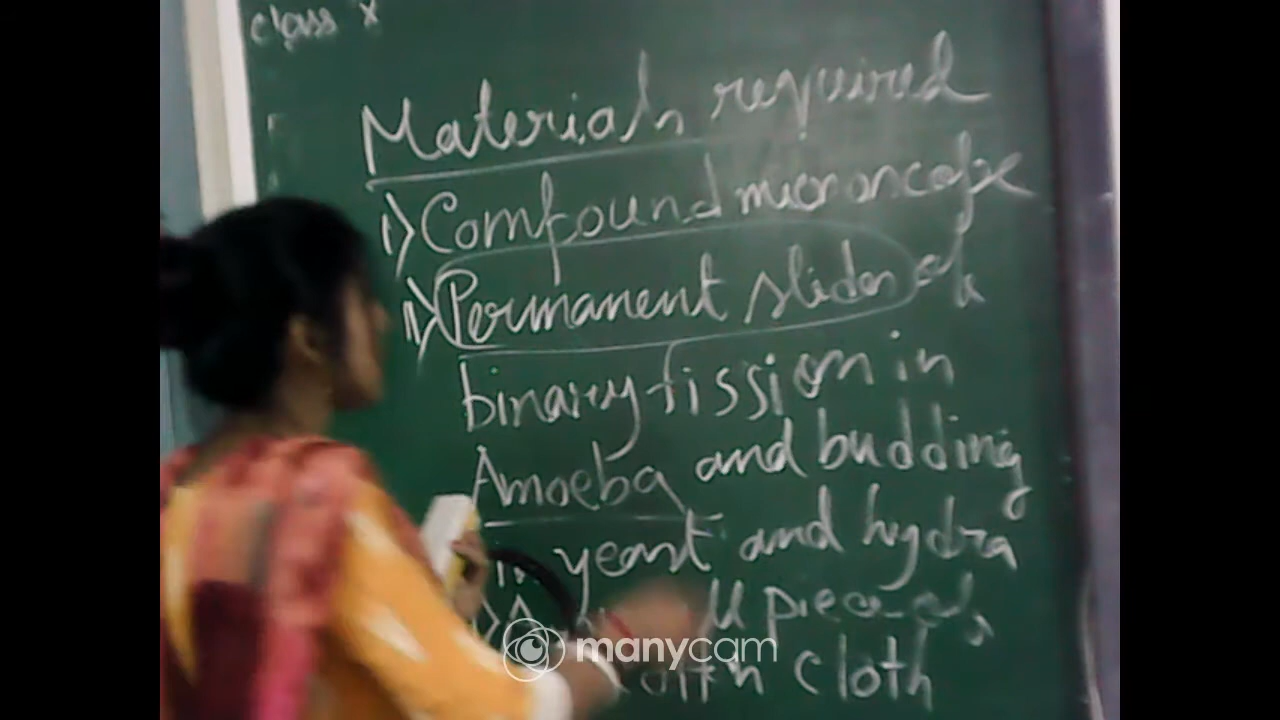 class X
Materials required
i) Compound microscope
ii) Permanent slides of
binary fission in
Amoeba and budding
in yeast and hydra
piece of
cloth
manycam